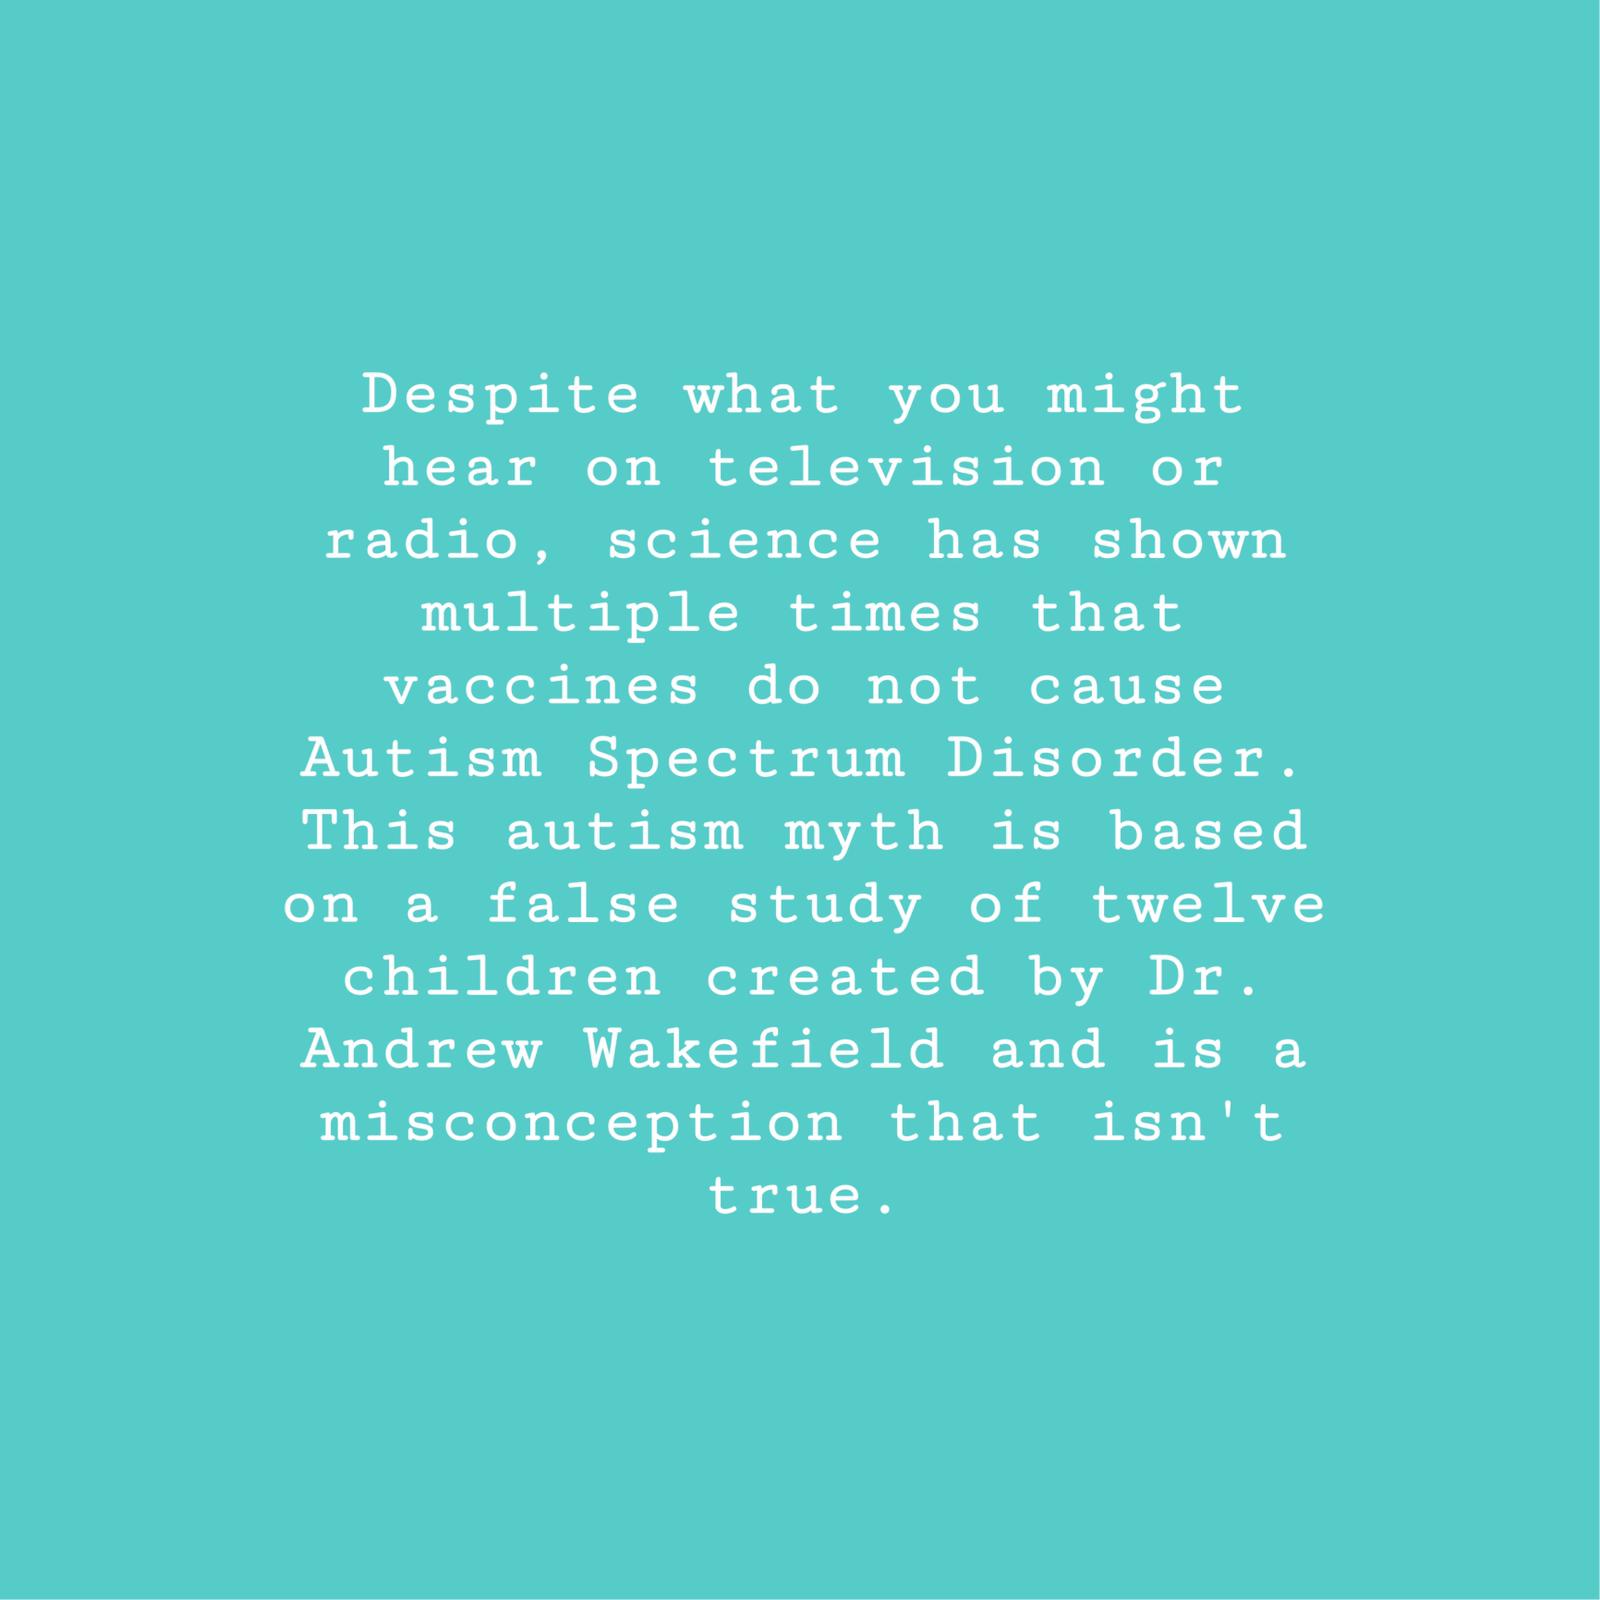 Despite what you might
hear on television or
radio, science has shown
multiple times that
vaccines do not cause
Autism Spectrum Disorder.
This autism myth is based
on a false study of twelve
children created by Dr.
Andrew Wakefield and is a
misconception that isn't
true.